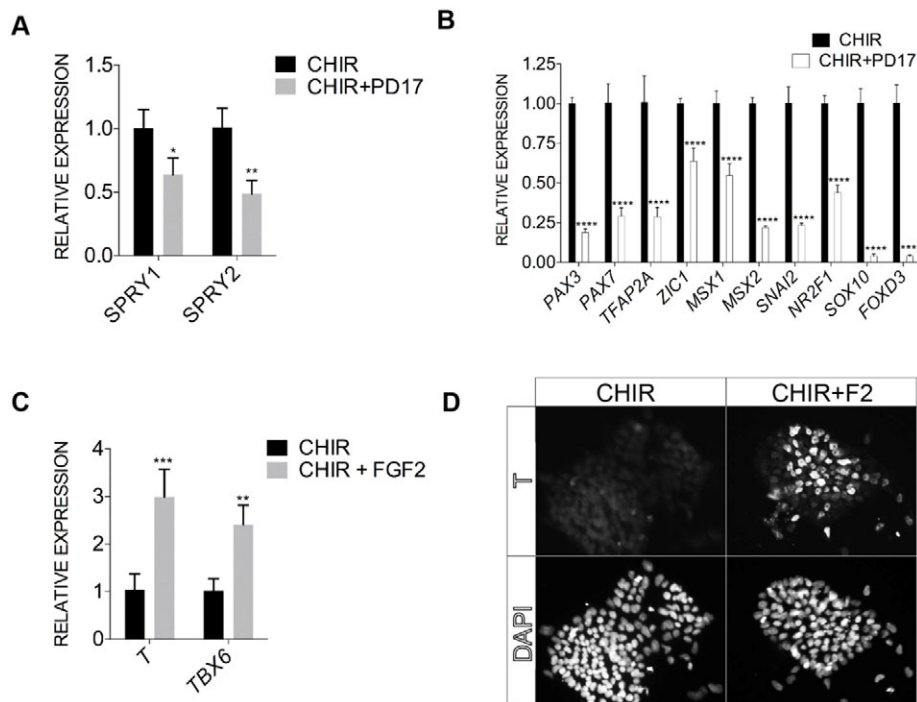 A
RELATIVE EXPRESSION
1.5
1.0
0.5
0.0
CHIR
CHIR+PD17
*
**
SPRY1
SPRY2
B
RELATIVE EXPRESSION
1.25
1.00
0.75
0.50
0.25
0.00
CHIR
CHIR+PD17
****
****
****
****
****
****
****
****
****
***
PAX3
PAX7
TFAP2A
ZIC1
MSX1
MSX2
SNAI2
NR2F1
SOX10
FOXD3
C
RELATIVE EXPRESSION
4
3
2
1
0
CHIR
CHIR + FGF2
***
**
T
TBX6
D
CHIR
CHIR+F2
T
DAPI